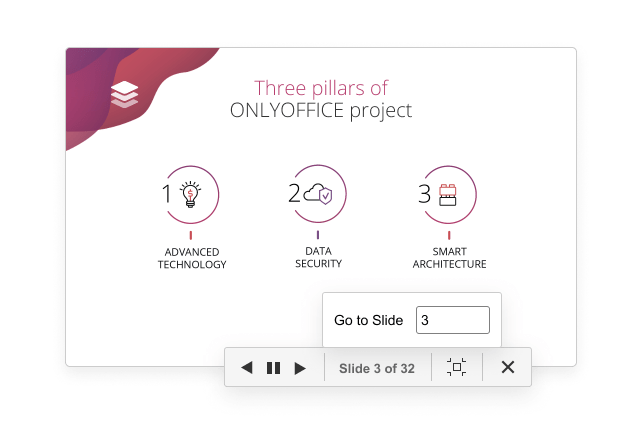 Three pillars of
ONLYOFFICE project
1
2
3
ADVANCED
TECHNOLOGY
DATA
SECURITY
SMART
ARCHITECTURE
Go to Slide 3
Slide 3 of 32